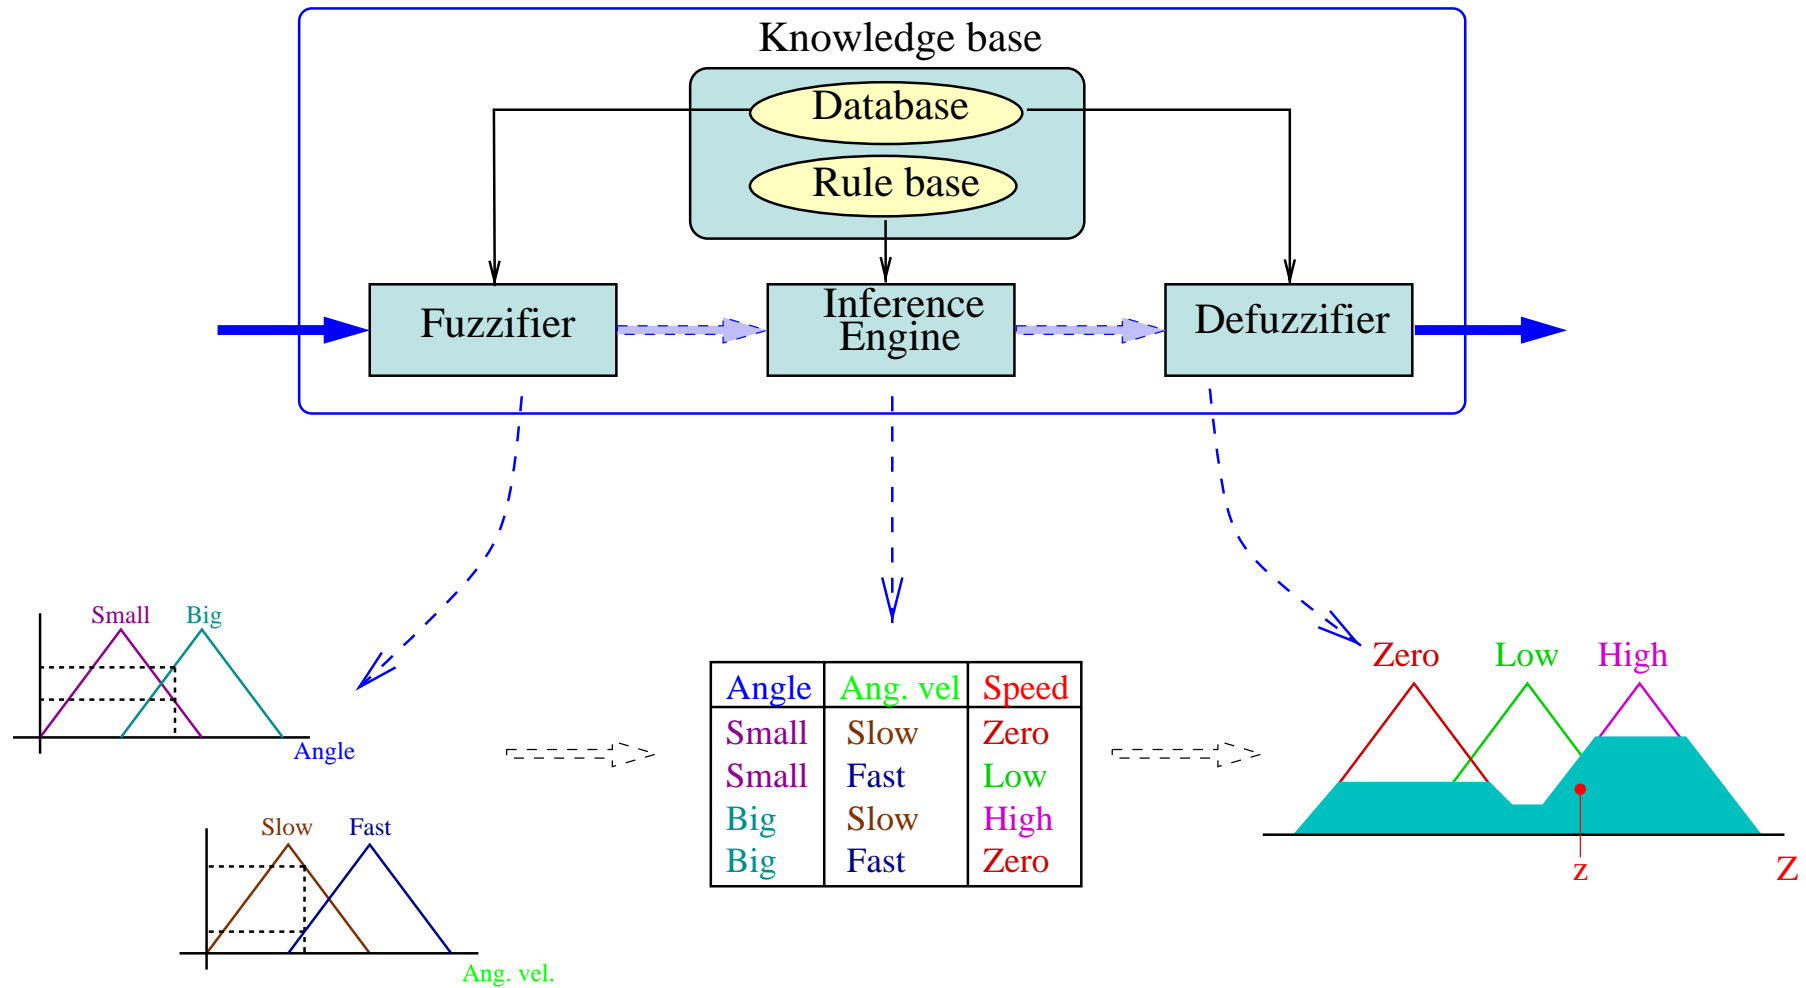 Knowledge base
Database
Rule base
Fuzzifier
Inference
Engine
Defuzzifier
Small Big
Angle
Slow Fast
Ang. vel.
Angle Ang. vel Speed
Small Slow Zero
Small Fast Low
Big Slow High
Big Fast Zero
Zero Low High
z
Z